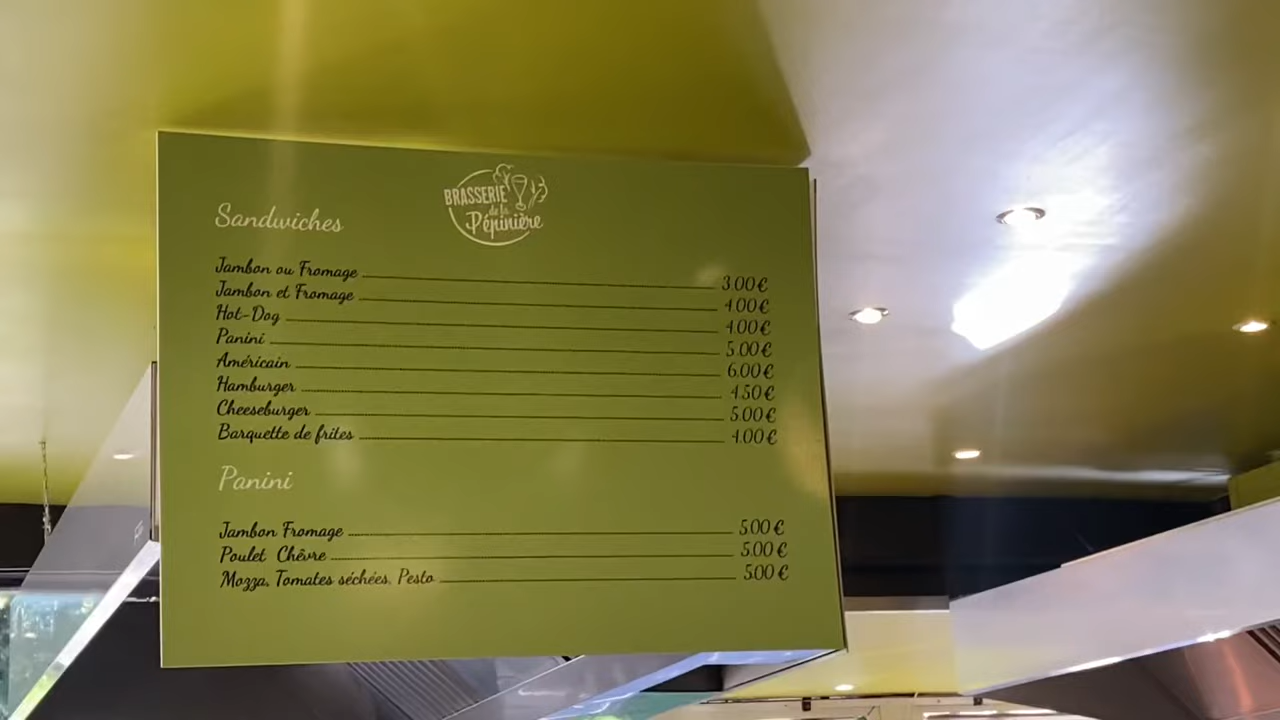 BRASSERIE
de la
Pépinière
Sandwiches
Jambon ou Fromage 3.00€
Jambon et Fromage 4.00€
Hot-Dog 4.00€
Panini 5.00€
Américain 6.00€
Hamburger 4.50€
Cheeseburger 5.00€
Barquette de frites 4.00€
Panini
Jambon Fromage 5.00€
Poulet Chêvre 5.00€
Mozza, Tomates séchées, Pesto 5.00€